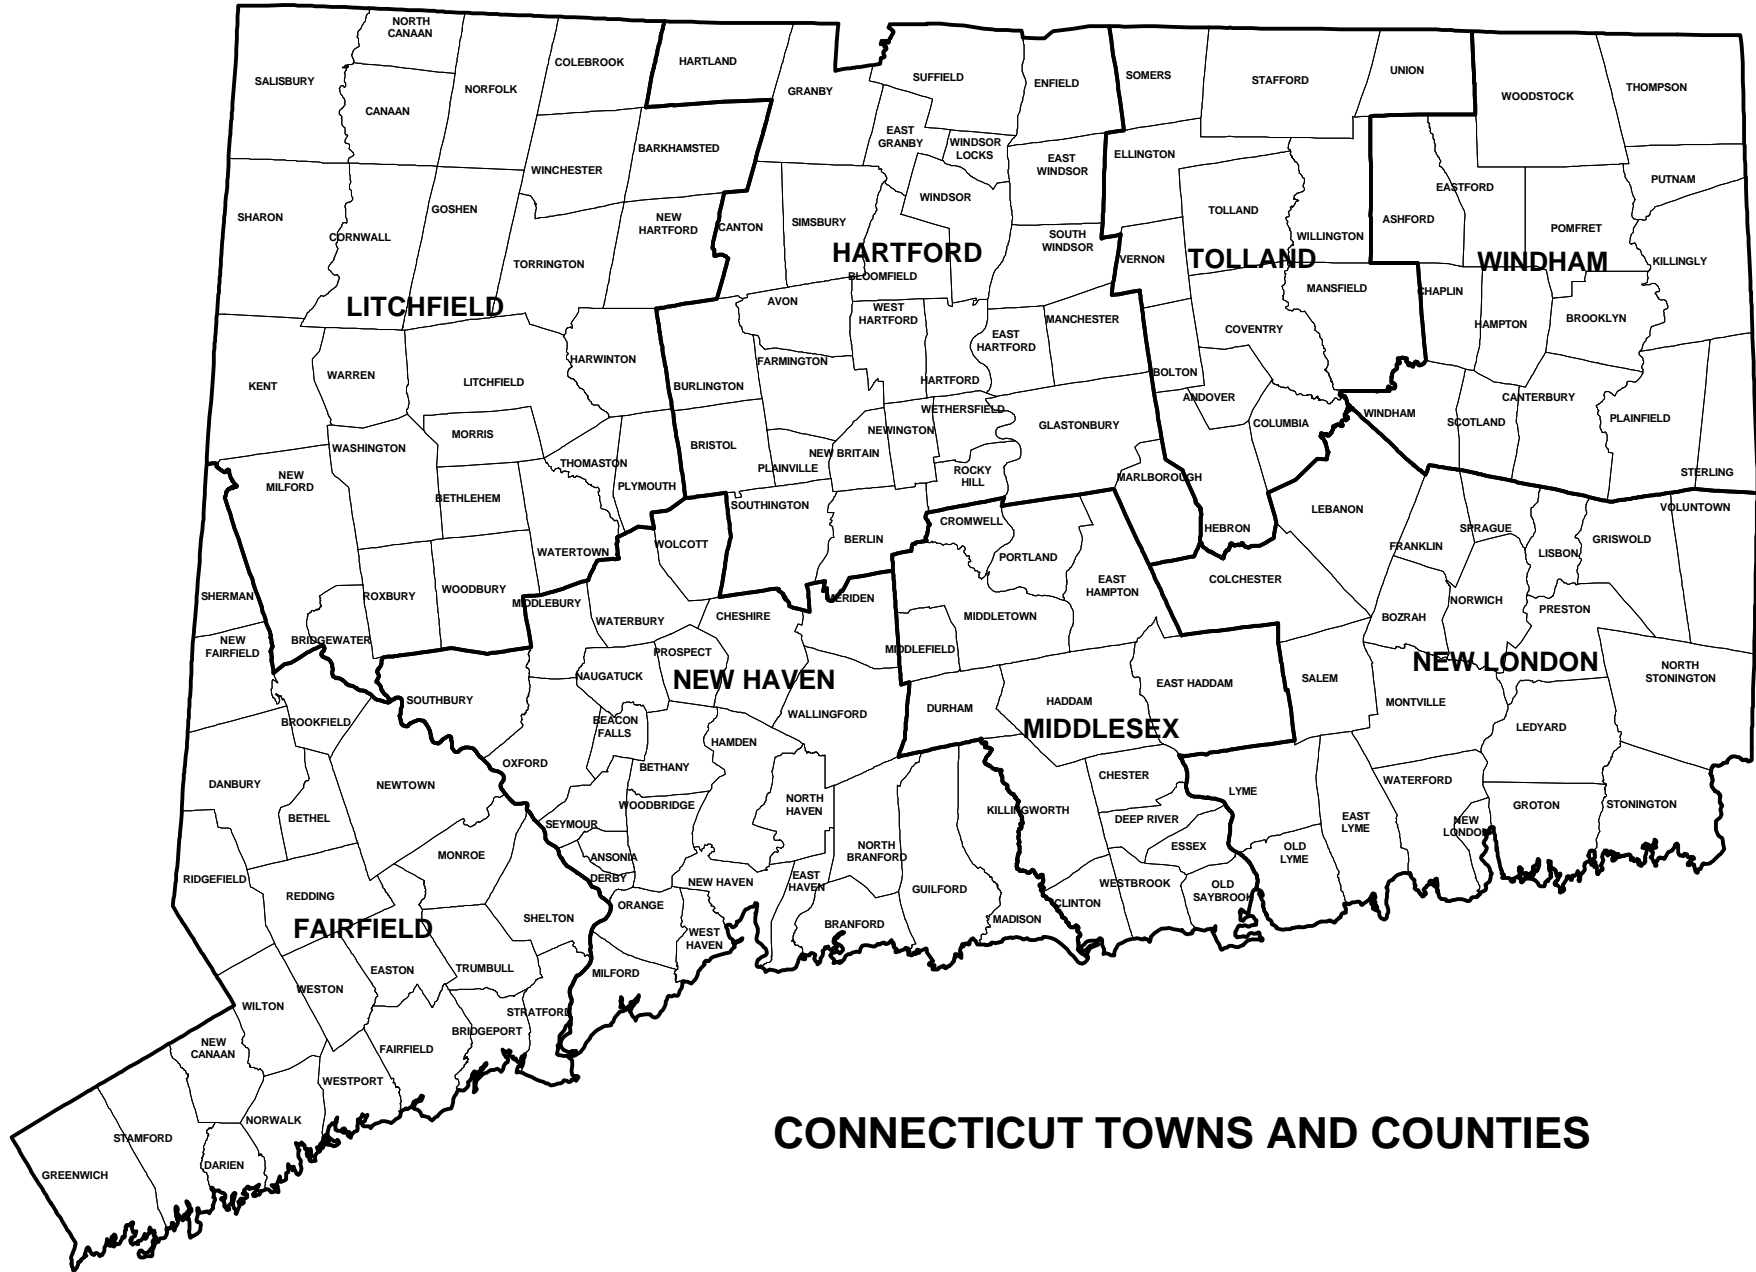 NORTH
CANAAN
SALISBURY
CANAAN
NORFOLK
COLEBROOK
HARTLAND
GRANBY
SUFFIELD
ENFIELD
SOMERS
STAFFORD
UNION
WOODSTOCK
THOMPSON
BARKHAMSTED
WINCHESTER
EAST
GRANBY
WINDSOR
LOCKS
EAST
WINDSOR
ELLINGTON
PUTNAM
SHARON
CORNWALL
GOSHEN
TORRINGTON
NEW
HARTFORD
CANTON
SIMSBURY
WINDSOR
SOUTH
WINDSOR
VERNON
TOLLAND
WILLINGTON
ASHFORD
EASTFORD
POMFRET
KILLINGLY
HARTFORD
TOLLAND
WINDHAM
LITCHFIELD
BLOOMFIELD
AVON
WEST
HARTFORD
EAST
HARTFORD
MANCHESTER
COVENTRY
MANSFIELD
CHAPLIN
HAMPTON
BROOKLYN
KENT
WARREN
LITCHFIELD
HARWINTON
BURLINGTON
FARMINGTON
HARTFORD
BOLTON
ANDOVER
COLUMBIA
WINDHAM
SCOTLAND
CANTERBURY
PLAINFIELD
STERLING
WASHINGTON
MORRIS
THOMASTON
PLYMOUTH
BRISTOL
PLAINVILLE
NEW BRITAIN
NEWINGTON
WETHERSFIELD
ROCKY
HILL
GLASTONBURY
MARLBOROUGH
NEW
MILFORD
BETHLEHEM
WATERTOWN
WOLCOTT
SOUTHINGTON
BERLIN
CROMWELL
PORTLAND
EAST
HAMPTON
HEBRON
LEBANON
COLCHESTER
FRANKLIN
SPRAGUE
LISBON
GRISWOLD
VOLUNTOWN
SHERMAN
BRIDGEWATER
ROXBURY
WOODBURY
MIDDLEBURY
WATERBURY
CHESHIRE
MERIDEN
MIDDLEFIELD
MIDDLETOWN
BOZRAH
NORWICH
PRESTON
NORTH
STONINGTON
NEW
FAIRFIELD
NAUGATUCK
PROSPECT
NEW HAVEN
NEW LONDON
BROOKFIELD
SOUTHBURY
BEACON
FALLS
HAMDEN
WALLINGFORD
DURHAM
HADDAM
EAST HADDAM
SALEM
MONTVILLE
LEDYARD
MIDDLESEX
DANBURY
BETHEL
NEWTOWN
OXFORD
BETHANY
WOODBRIDGE
SEYMOUR
NORTH
HAVEN
KILLINGWORTH
CHESTER
DEEP RIVER
ESSEX
LYME
EAST
LYME
WATERFORD
NEW
LONDON
GROTON
STONINGTON
RIDGEFIELD
REDDING
MONROE
ANSONIA
DERBY
NEW HAVEN
EAST
HAVEN
NORTH
BRANFORD
GUILFORD
WESTBROOK
OLD
SAYBROOK
OLD
LYME
FAIRFIELD
SHELTON
ORANGE
WEST
HAVEN
BRANFORD
MADISON
CLINTON
WILTON
WESTON
EASTON
TRUMBULL
STRATFORD
MILFORD
NEW
CANAAN
FAIRFIELD
BRIDGEPORT
WESTPORT
NORWALK
STAMFORD
DARIEN
GREENWICH
CONNECTICUT TOWNS AND COUNTIES